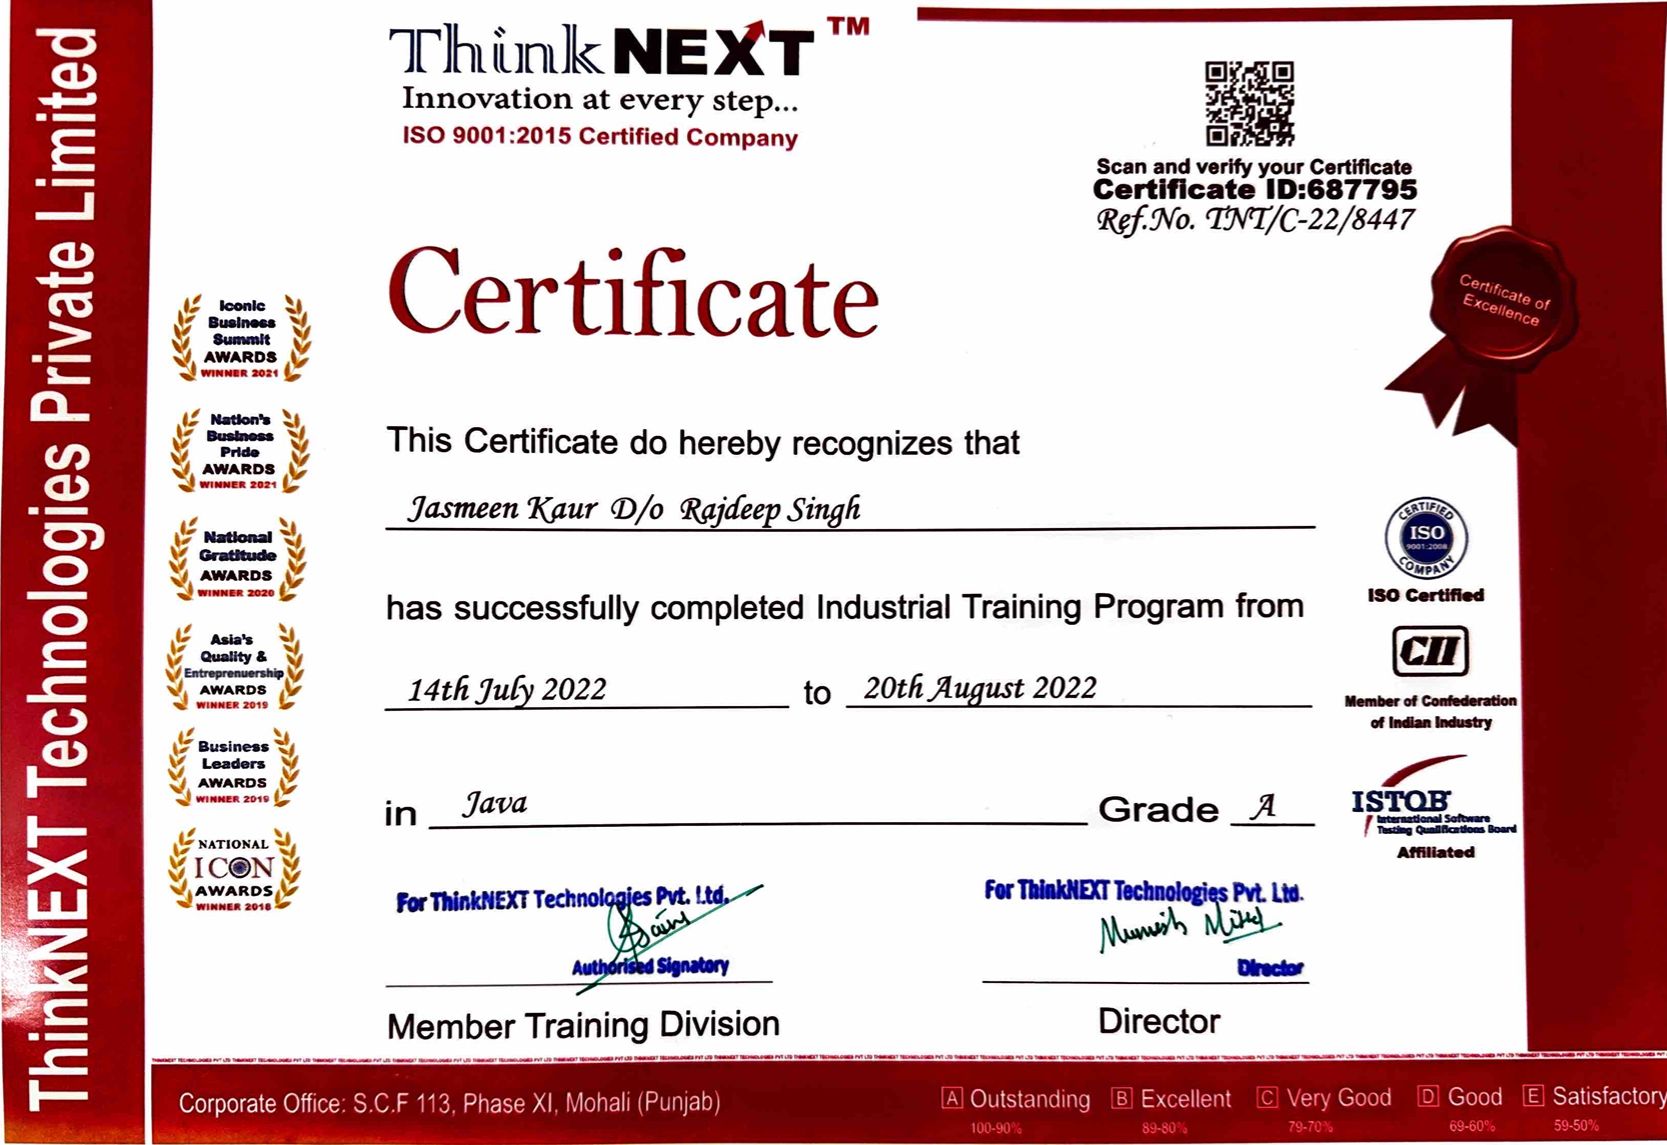 ThinkNEXT Technologies Private Limited
Think NEXT TM
Innovation at every step...
ISO 9001:2015 Certified Company
Scan and verify your Certificate
Certificate ID:687795
Ref.No. TNT/C-22/8447
Certificate of
Excellence
Certificate
This Certificate do hereby recognizes that
Jasmeen Kaur D/o Rajdeep Singh
has successfully completed Industrial Training Program from
14th July 2022 to 20th August 2022
in Java Grade A
Iconic
Business
Summit
AWARDS
WINNER 2021
Nation's
Business
Pride
AWARDS
WINNER 2021
National
Gratitude
AWARDS
WINNER 2020
Asia's
Quality &
Entreprenuership
AWARDS
WINNER 2019
Business
Leaders
AWARDS
WINNER 2019
NATIONAL
ICON
AWARDS
WINNER 2018
CERTIFIED
ISO
9001:2008
COMPANY
ISO Certified
CII
Member of Confederation
of Indian Industry
ISTQB
International Software
Testing Qualifications Board
Affiliated
For ThinkNEXT Technologies Pvt. Ltd.
Authorised Signatory
Member Training Division
For ThinkNEXT Technologies Pvt. Ltd.
Director
Director
Corporate Office: S.C.F 113, Phase XI, Mohali (Punjab)
A Outstanding B Excellent C Very Good D Good E Satisfactory
100-90% 89-80% 79-70% 69-60% 59-50%